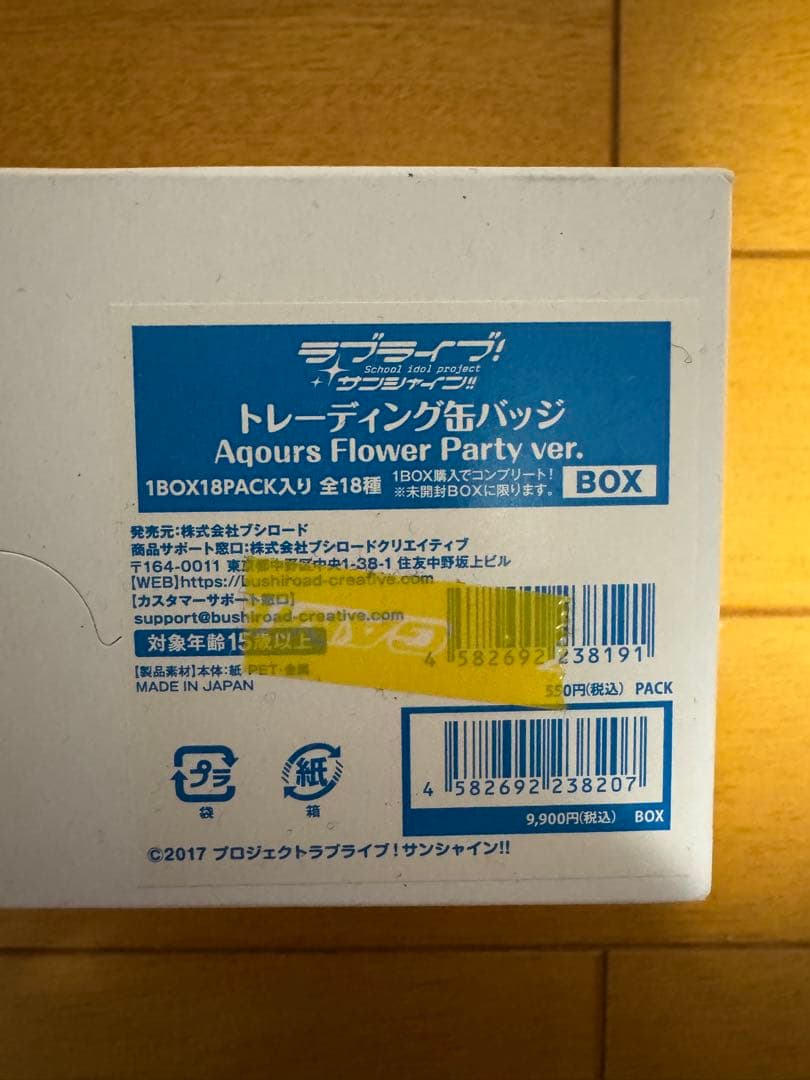 ラブライブ!
School idol project
サンシャイン!!
トレーディング缶バッジ
Aqours Flower Party ver.
1BOX18PACK入り 全18種 1BOX購入でコンプリート!
※未開封BOXに限ります。
BOX
発売元:株式会社ブシロード
商品サポート窓口:株式会社ブシロードクリエイティブ
〒164-0011 東京都中野区中央1-38-1 住友中野坂上ビル
【WEB】https://bushiroad-creative.com
【カスタマーサポート窓口】
support@bushiroad-creative.com
対象年齢15歳以上
4 582692 238191
【製品素材】本体:紙・PET・金属
MADE IN JAPAN
550円(税込) PACK
プラ
袋
紙
箱
4 582692 238207
9,900円(税込) BOX
©2017 プロジェクトラブライブ!サンシャイン!!